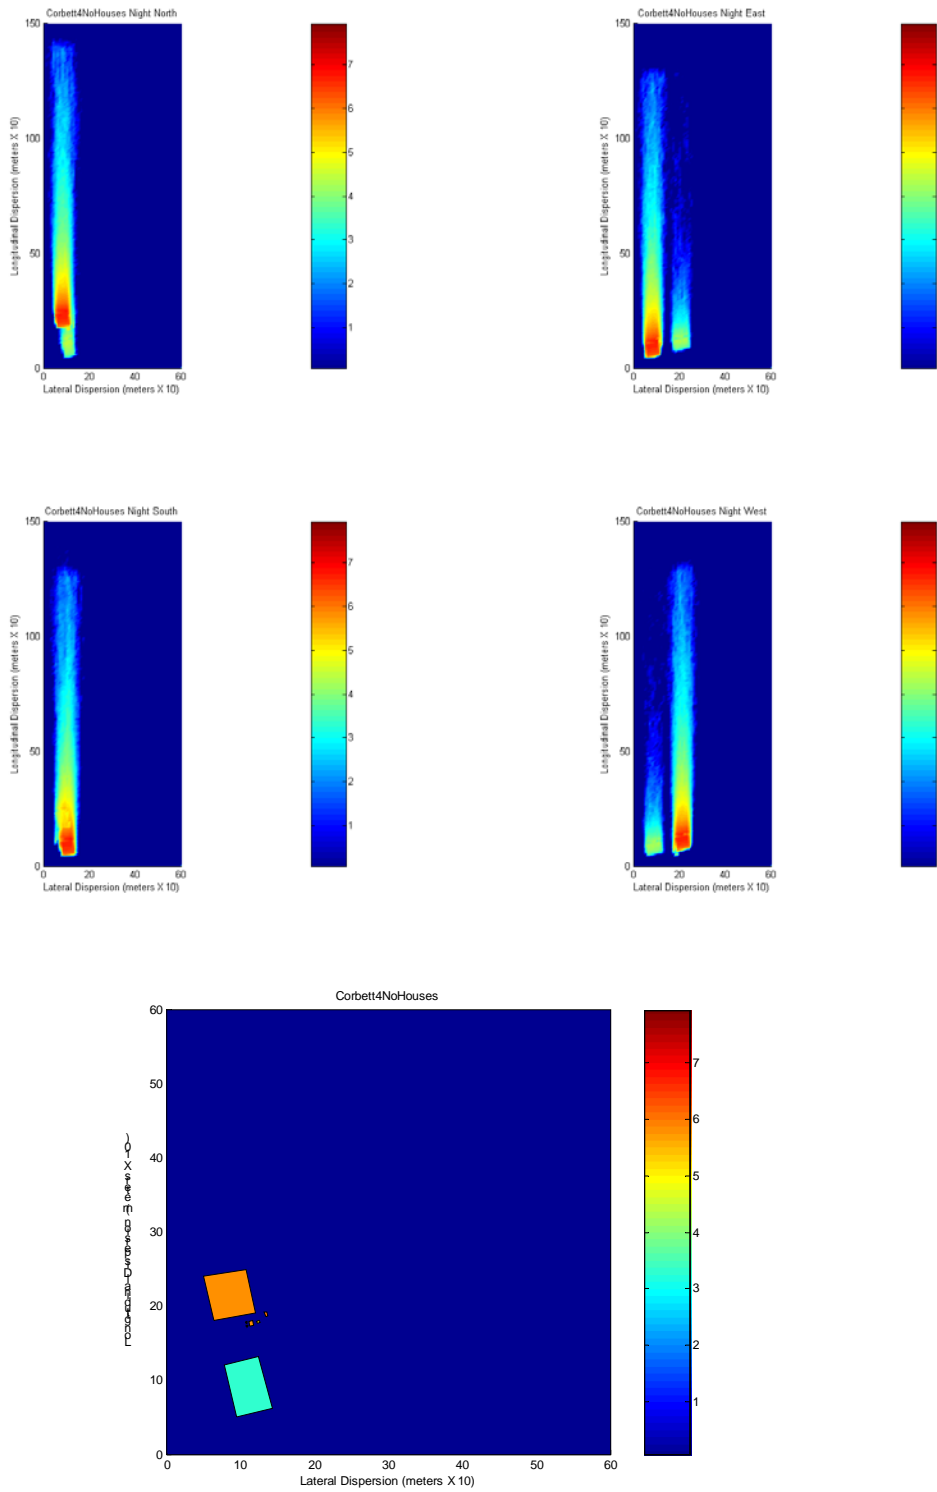 Corbett4NoHouses Night North
150
100
50
0
Longitudinal Dispersion (meters X 10)
0 20 40 60
Lateral Dispersion (meters X 10)
7
6
5
4
3
2
1
Corbett4NoHouses Night East
150
100
50
0
Longitudinal Dispersion (meters X 10)
0 20 40 60
Lateral Dispersion (meters X 10)
Corbett4NoHouses Night South
150
100
50
0
Longitudinal Dispersion (meters X 10)
0 20 40 60
Lateral Dispersion (meters X 10)
7
6
5
4
3
2
1
Corbett4NoHouses Night West
150
100
50
0
Longitudinal Dispersion (meters X 10)
0 20 40 60
Lateral Dispersion (meters X 10)
Corbett4NoHouses
60
50
40
30
20
10
0
Longitudinal Dispersion (meters X 10)
0 10 20 30 40 50 60
Lateral Dispersion (meters X 10)
7
6
5
4
3
2
1